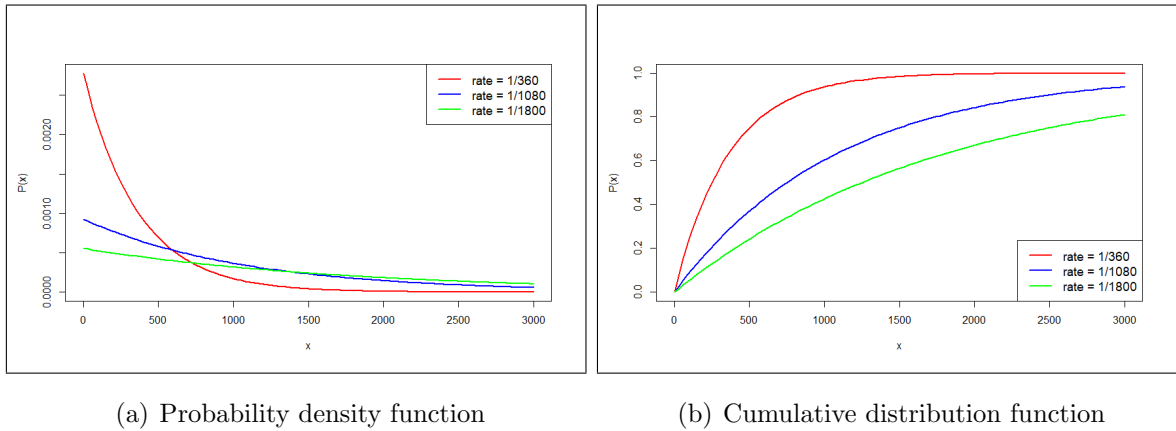 rate = 1/360
rate = 1/1080
rate = 1/1800
P(x)
0.0020
0.0010
0.0000
0 500 1000 1500 2000 2500 3000
x
(a) Probability density function
1.0
0.8
0.6
0.4
0.2
0.0
P(x)
rate = 1/360
rate = 1/1080
rate = 1/1800
0 500 1000 1500 2000 2500 3000
x
(b) Cumulative distribution function